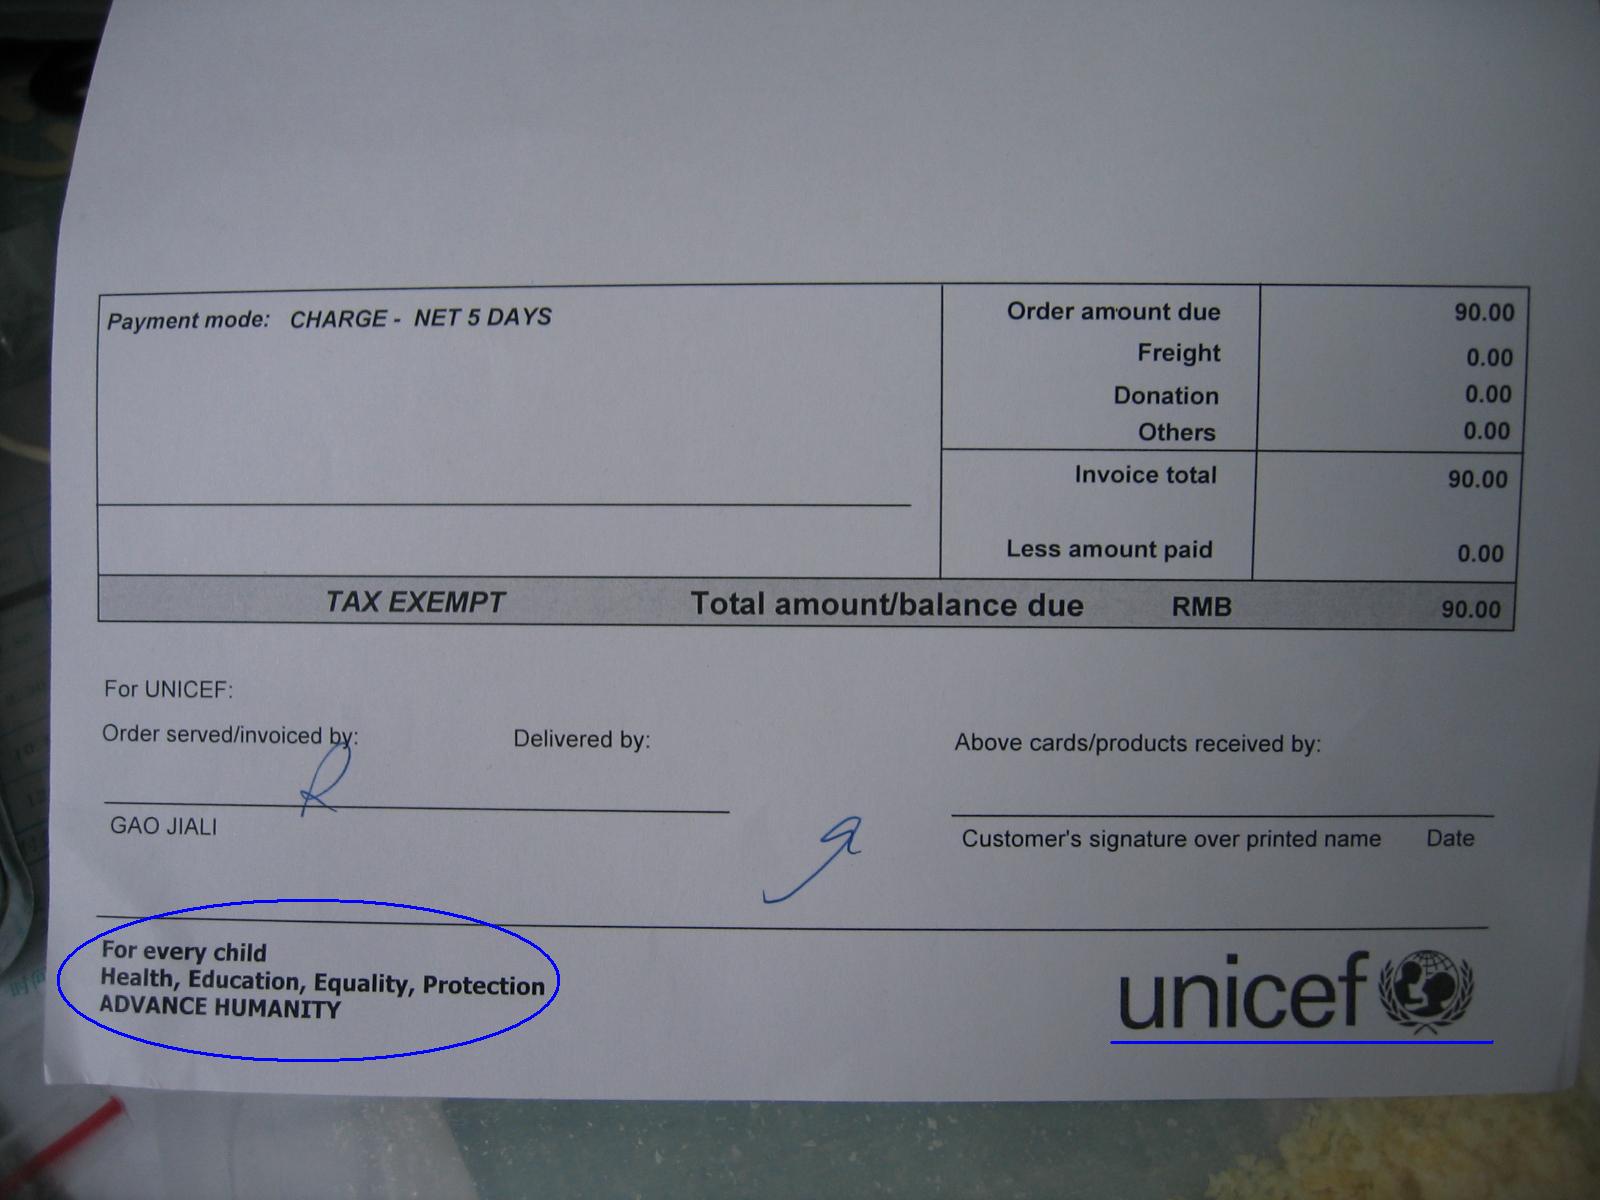 Payment mode: CHARGE - NET 5 DAYS
Order amount due 90.00
Freight 0.00
Donation 0.00
Others 0.00
Invoice total 90.00
Less amount paid 0.00
TAX EXEMPT Total amount/balance due RMB 90.00
For UNICEF:
Order served/invoiced by: Delivered by: Above cards/products received by:
GAO JIALI Customer's signature over printed name Date
For every child
Health, Education, Equality, Protection
ADVANCE HUMANITY
unicef